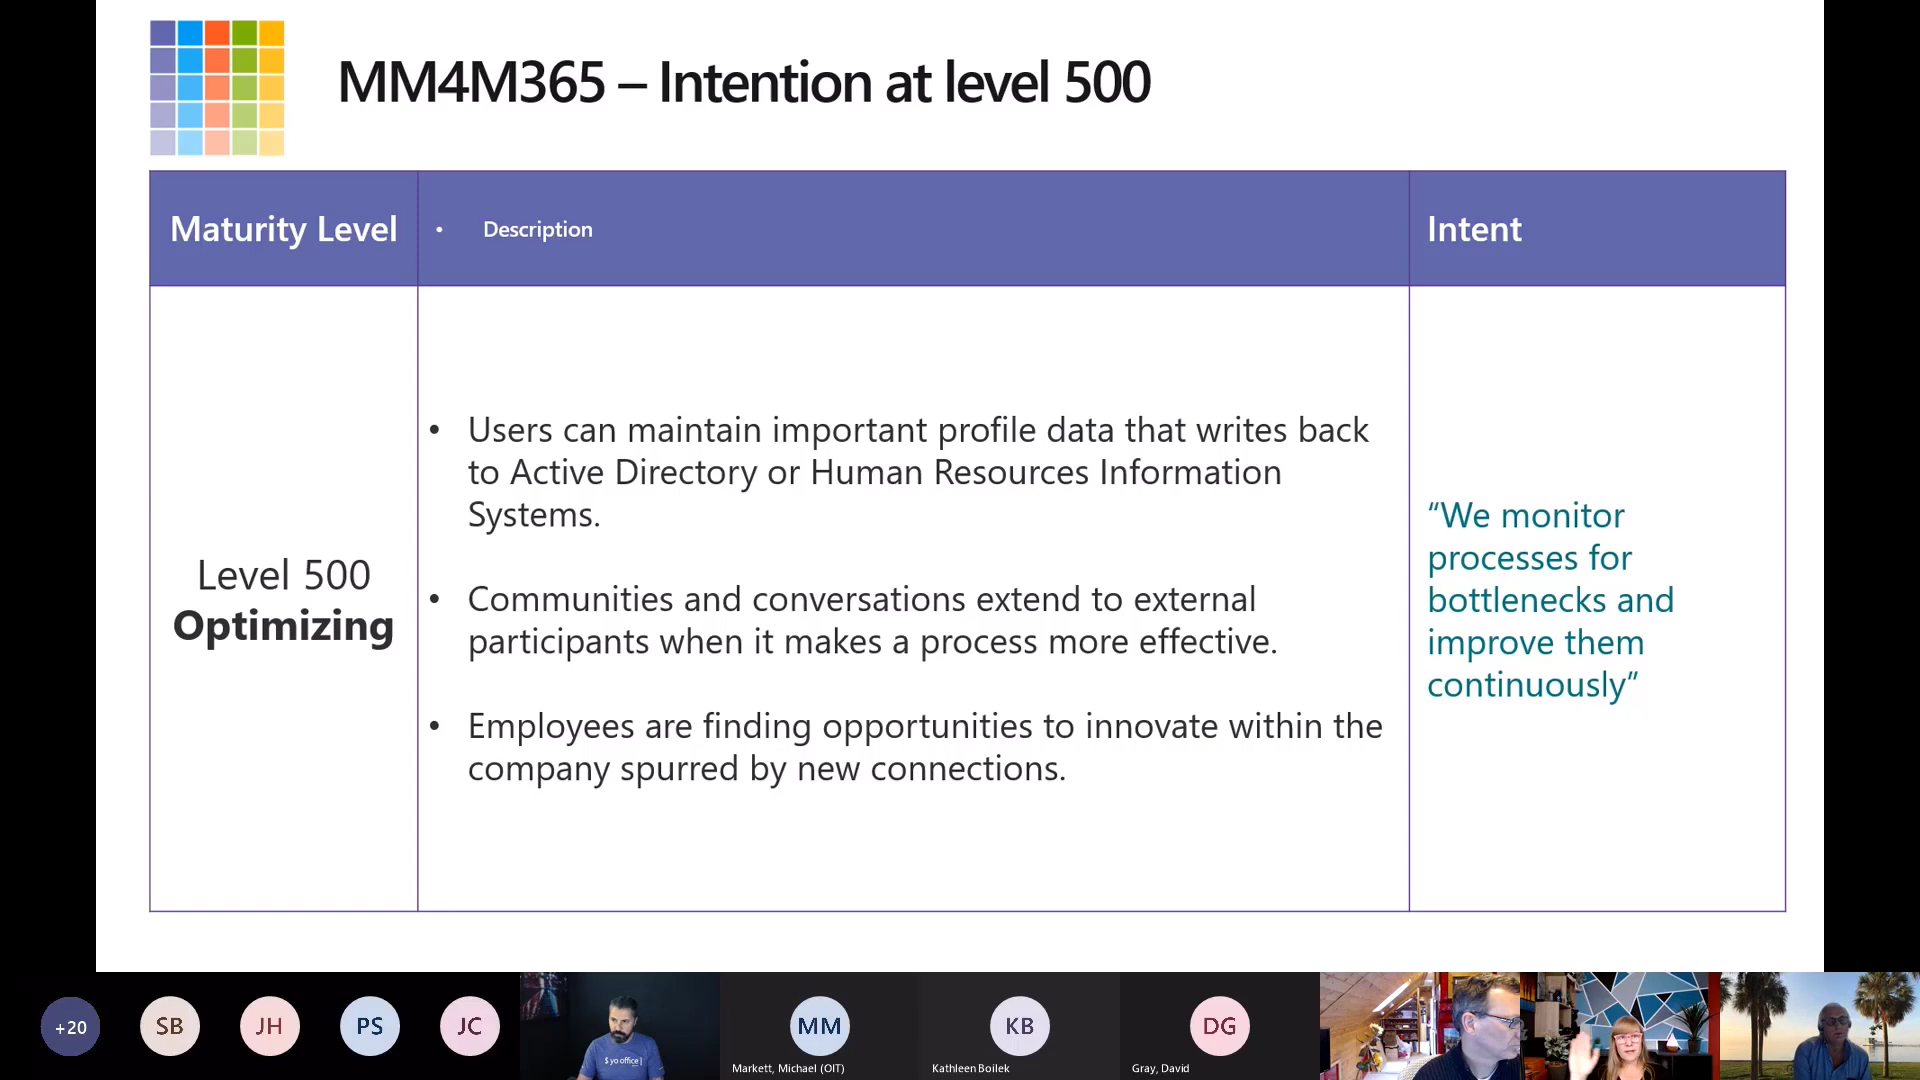 MM4M365 – Intention at level 500
Maturity Level
• Description
Intent
Level 500
Optimizing
• Users can maintain important profile data that writes back
to Active Directory or Human Resources Information
Systems.
• Communities and conversations extend to external
participants when it makes a process more effective.
• Employees are finding opportunities to innovate within the
company spurred by new connections.
“We monitor
processes for
bottlenecks and
improve them
continuously”
+20
SB
JH
PS
JC
$ yo office |
MM
Markett, Michael (OIT)
KB
Kathleen Boilek
DG
Gray, David